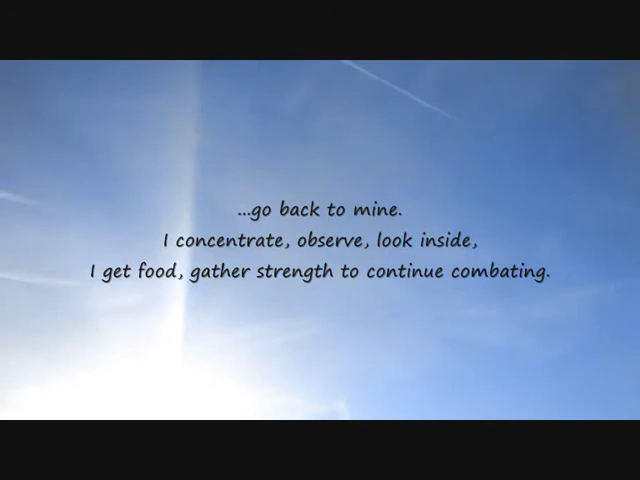 ...go back to mine.
I concentrate, observe, look inside,
I get food, gather strength to continue combating.